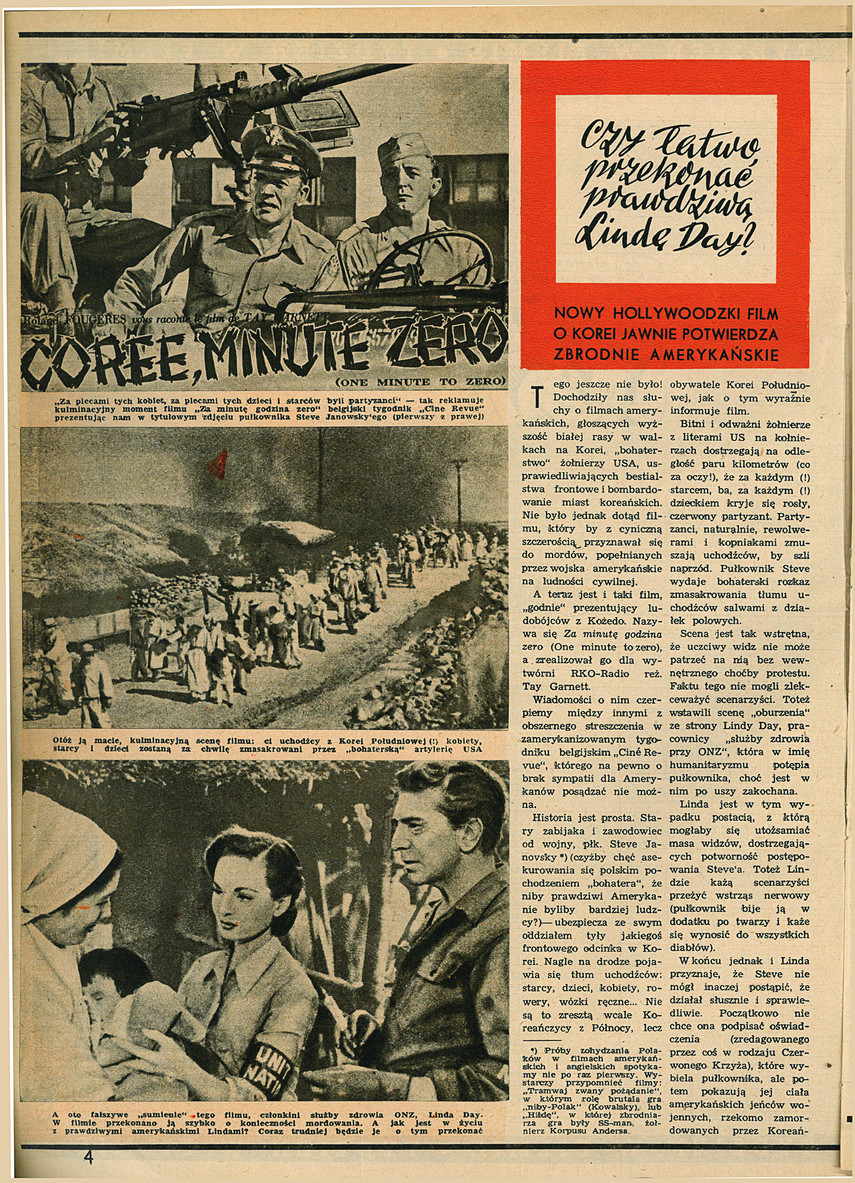 Roland FOUGERES vous raconte le film de TAY GARNETT
COREE, MINUTE ZERO
(ONE MINUTE TO ZERO)
„Za plecami tych kobiet, za plecami tych dzieci i starców byli partyzanci“ — tak reklamuje
kulminacyjny moment filmu „Za minutę godzina zero“ belgijski tygodnik „Cine Revue“
prezentując nam w tytułowym zdjęciu pułkownika Steve Janowsky'ego (pierwszy z prawej)
Otóż ją macie, kulminacyjną scenę filmu: ci uchodźcy z Korei Południowej (!) kobiety,
starcy i dzieci zostaną za chwilę zmasakrowani przez „bohaterską“ artylerię USA
UNI
NATI
A oto fałszywe „sumienie“ tego filmu, członkini służby zdrowia ONZ, Linda Day.
W filmie przekonano ją szybko o konieczności mordowania. A jak jest w życiu
z prawdziwymi amerykańskimi Lindami? Coraz trudniej będzie je o tym przekonać
4
Czy łatwo
przekonać
prawdziwą
Lindę Day?
NOWY HOLLYWOODZKI FILM
O KOREI JAWNIE POTWIERDZA
ZBRODNIE AMERYKAŃSKIE
Tego jeszcze nie było!
Dochodziły nas słu-
chy o filmach amery-
kańskich, głoszących wyż-
szość białej rasy w wal-
kach na Korei, „bohater-
stwo“ żołnierzy USA, us-
prawiedliwiających bestial-
stwa frontowe i bombardo-
wanie miast koreańskich.
Nie było jednak dotąd fil-
mu, który by z cyniczną
szczerością przyznawał się
do mordów, popełnianych
przez wojska amerykańskie
na ludności cywilnej.
A teraz jest i taki film,
„godnie“ prezentujący lu-
dobójców z Kożedo. Nazy-
wa się Za minutę godzina
zero (One minute to zero),
a zrealizował go dla wy-
twórni RKO-Radio reż.
Tay Garnett.
Wiadomości o nim czer-
piemy między innymi z
obszernego streszczenia w
zamerykanizowanym tygo-
dniku belgijskim „Ciné Re-
vue“, którego na pewno o
brak sympatii dla Amery-
kanów posądzać nie moż-
na.
Historia jest prosta. Sta-
ry zabijaka i zawodowiec
od wojny, płk. Steve Ja-
novsky *) (czyżby chęć ase-
kurowania się polskim po-
chodzeniem „bohatera“, że
niby prawdziwi Ameryka-
nie byliby bardziej ludz-
cy?)— ubezpiecza ze swym
oddziałem tyły jakiegoś
frontowego odcinka w Ko-
rei. Nagle na drodze poja-
wia się tłum uchodźców:
starcy, dzieci, kobiety, ro-
wery, wózki ręczne... Nie
są to zresztą wcale Ko-
reańczycy z Północy, lecz
*) Próby zohydzania Pola-
ków w filmach amerykań-
skich i angielskich spotyka-
my nie po raz pierwszy. Wy-
starczy przypomnieć filmy:
„Tramwaj zwany pożądanie“,
w którym rolę brutala gra
„niby-Polak“ (Kowalsky), lub
„Hildę“, w której zbrodnia-
rza gra były SS-man, żoł-
nierz Korpusu Andersa.
obywatele Korei Południo-
wej, jak o tym wyraźnie
informuje film.
Bitni i odważni żołnierze
z literami US na kołnie-
rzach dostrzegają na odle-
głość paru kilometrów (co
za oczy!), że za każdym (!)
starcem, ba, za każdym (!)
dzieckiem kryje się rosły,
czerwony partyzant. Party-
zanci, naturalnie, rewolwe-
rami i kopniakami zmu-
szają uchodźców, by szli
naprzód. Pułkownik Steve
wydaje bohaterski rozkaz
zmasakrowania tłumu u-
chodźców salwami z dzia-
łek polowych.
Scena jest tak wstrętna,
że uczciwy widz nie może
patrzeć na nią bez wew-
nętrznego choćby protestu.
Faktu tego nie mogli zlek-
ceważyć scenarzyści. Toteż
wstawili scenę „oburzenia“
ze strony Lindy Day, pra-
cownicy „służby zdrowia
przy ONZ“, która w imię
humanitaryzmu potępia
pułkownika, choć jest w
nim po uszy zakochana.
Linda jest w tym wy-
padku postacią, z którą
mogłaby się utożsamiać
masa widzów, dostrzegają-
cych potworność postępo-
wania Steve'a. Toteż Lin-
dzie każą scenarzyści
przeżyć wstrząs nerwowy
(pułkownik bije ją w
dodatku po twarzy i każe
się wynosić do wszystkich
diabłów).
W końcu jednak i Linda
przyznaje, że Steve nie
mógł inaczej postąpić, że
działał słusznie i sprawie-
dliwie. Początkowo nie
chce ona podpisać oświad-
czenia (zredagowanego
przez coś w rodzaju Czer-
wonego Krzyża), które wy-
biela pułkownika, ale po-
tem pokazują jej ciała
amerykańskich jeńców wo-
jennych, rzekomo zamor-
dowanych przez Koreań-